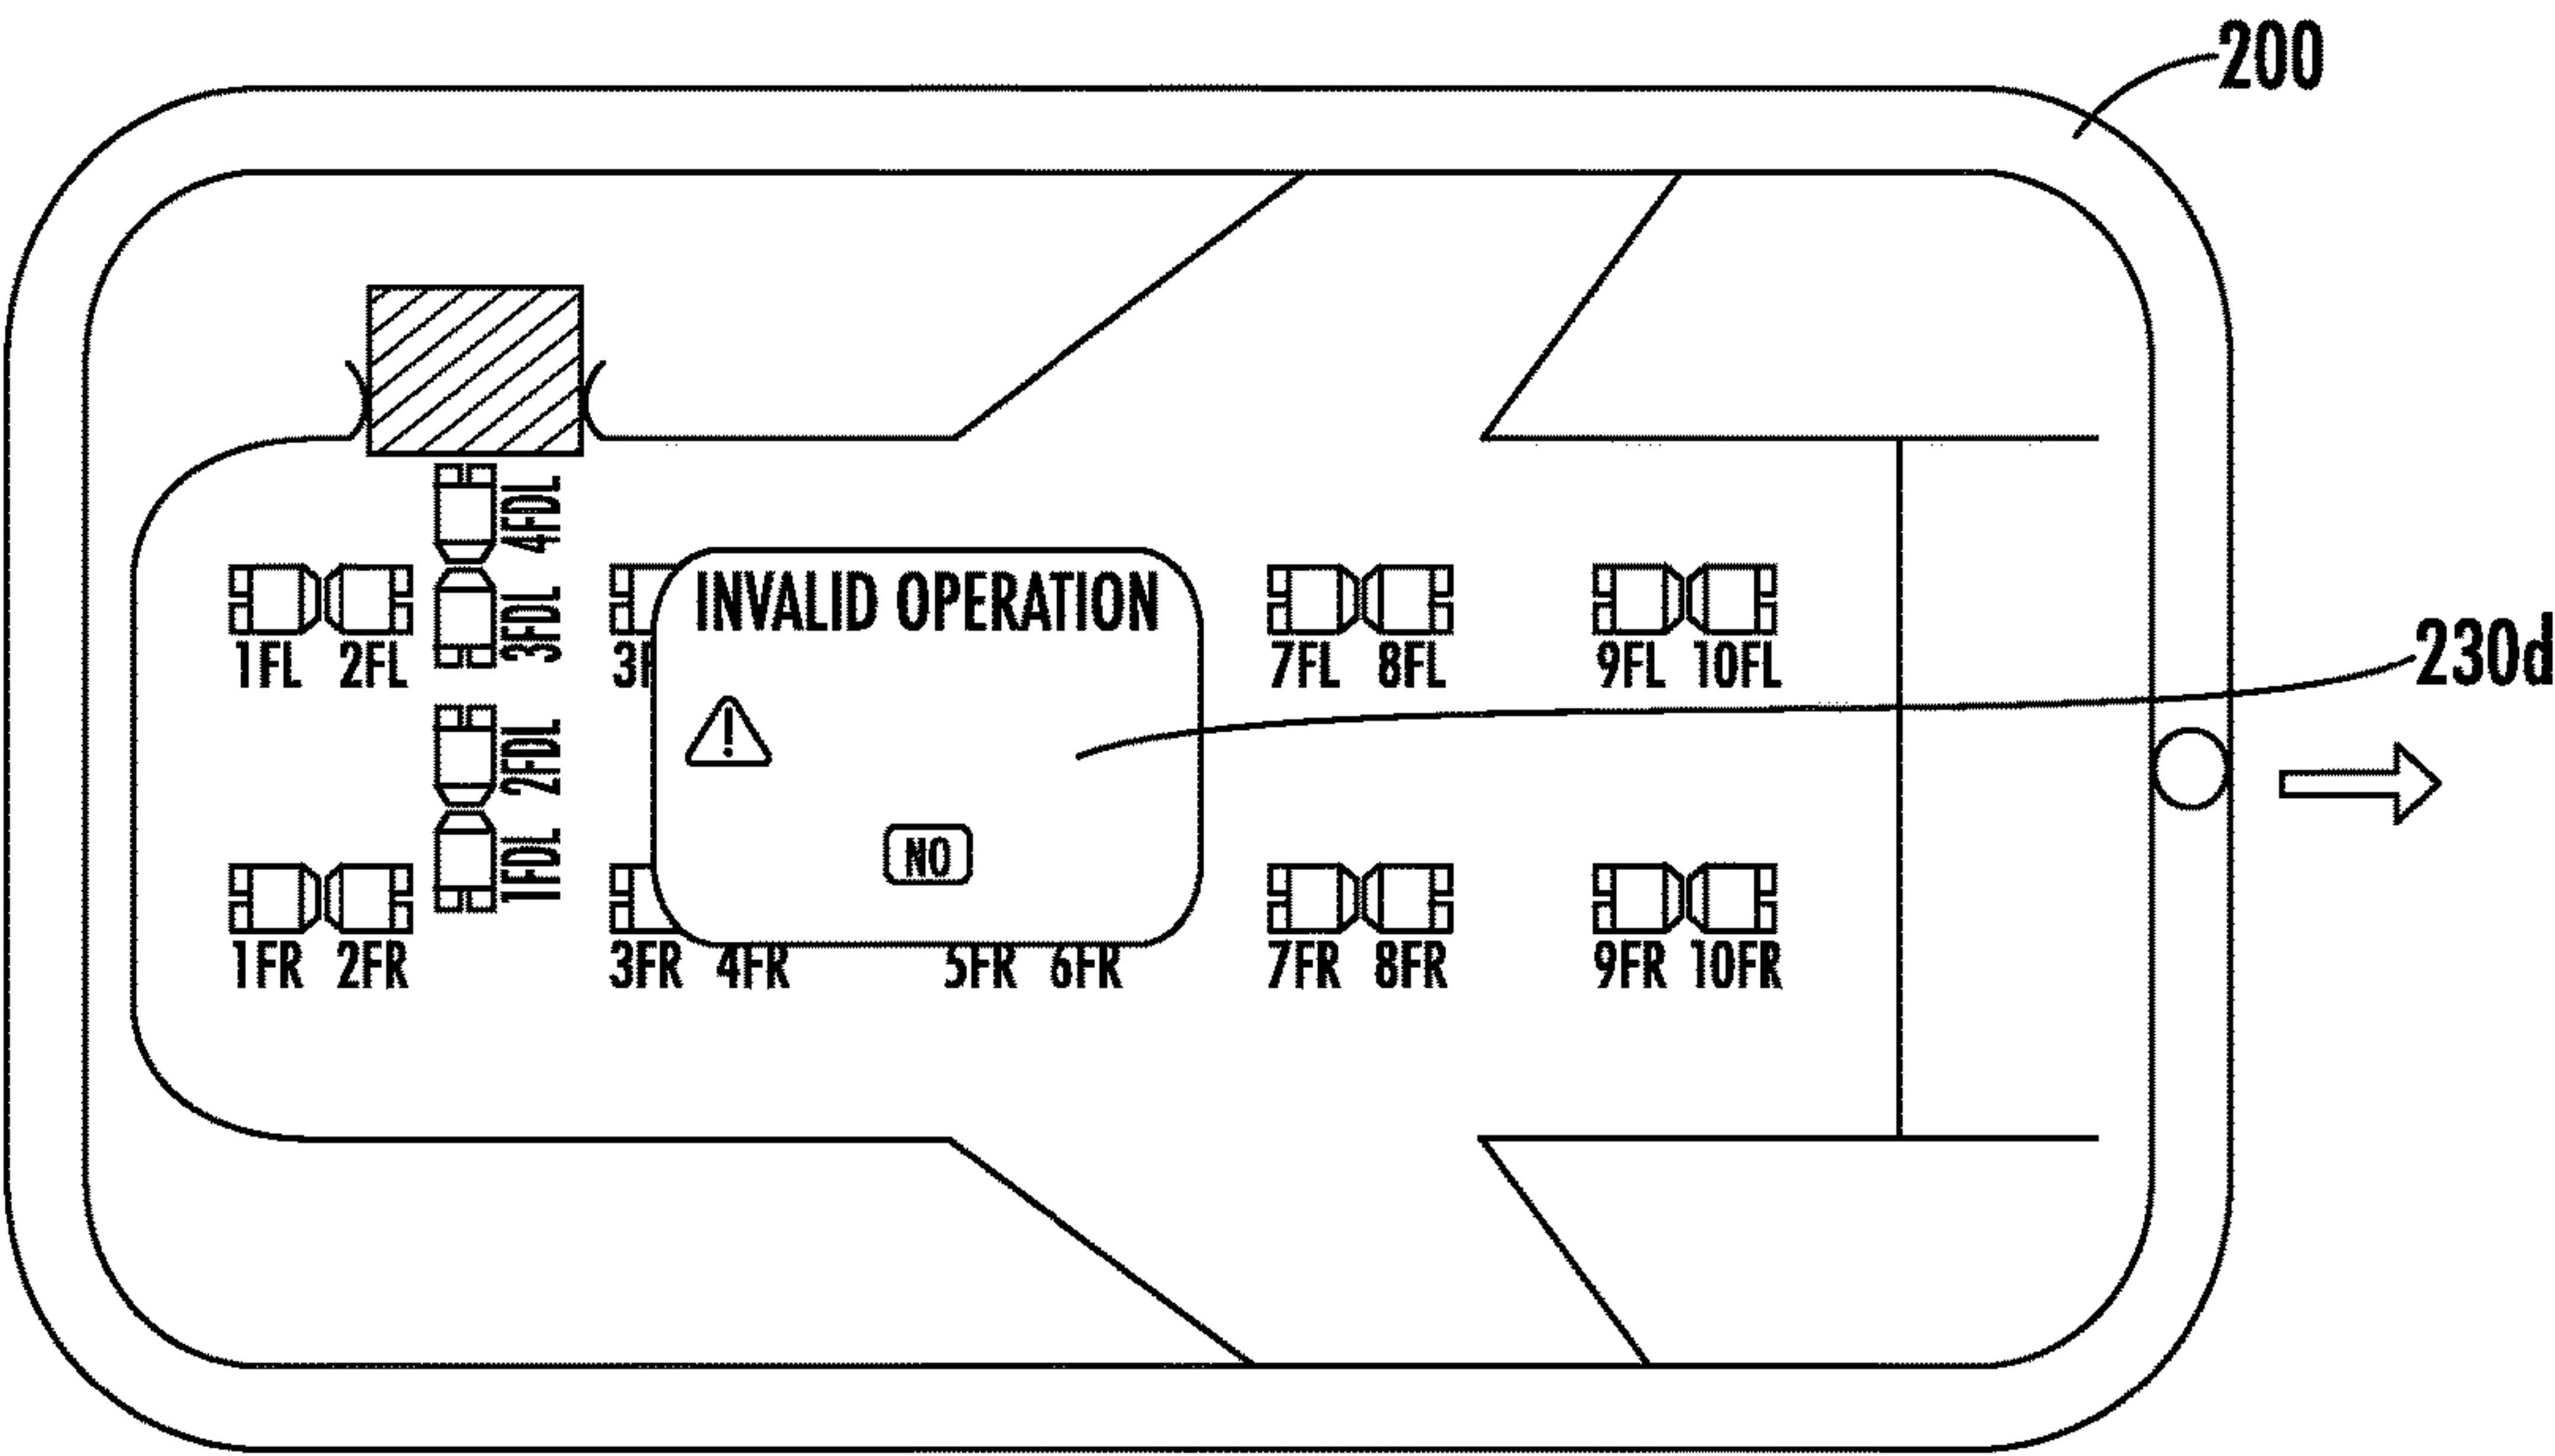 200
4FDL
3FDL
INVALID OPERATION
1FL 2FL
7FL 8FL
9FL 10FL
230d
!
2FDL
1FDL
NO
1FR 2FR
3FR 4FR
5FR 6FR
7FR 8FR
9FR 10FR